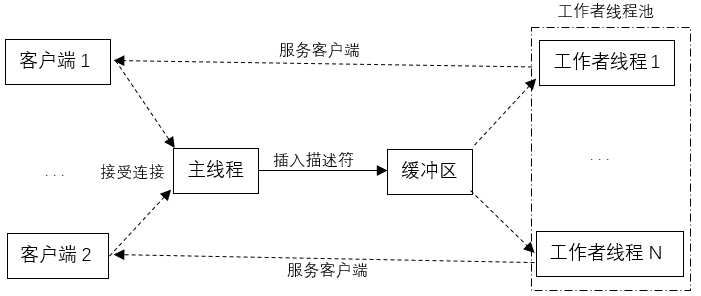 工作者线程池
服务客户端
客户端 1
工作者线程 1
...
接受连接
主线程
插入描述符
缓冲区
...
客户端 2
服务客户端
工作者线程 N